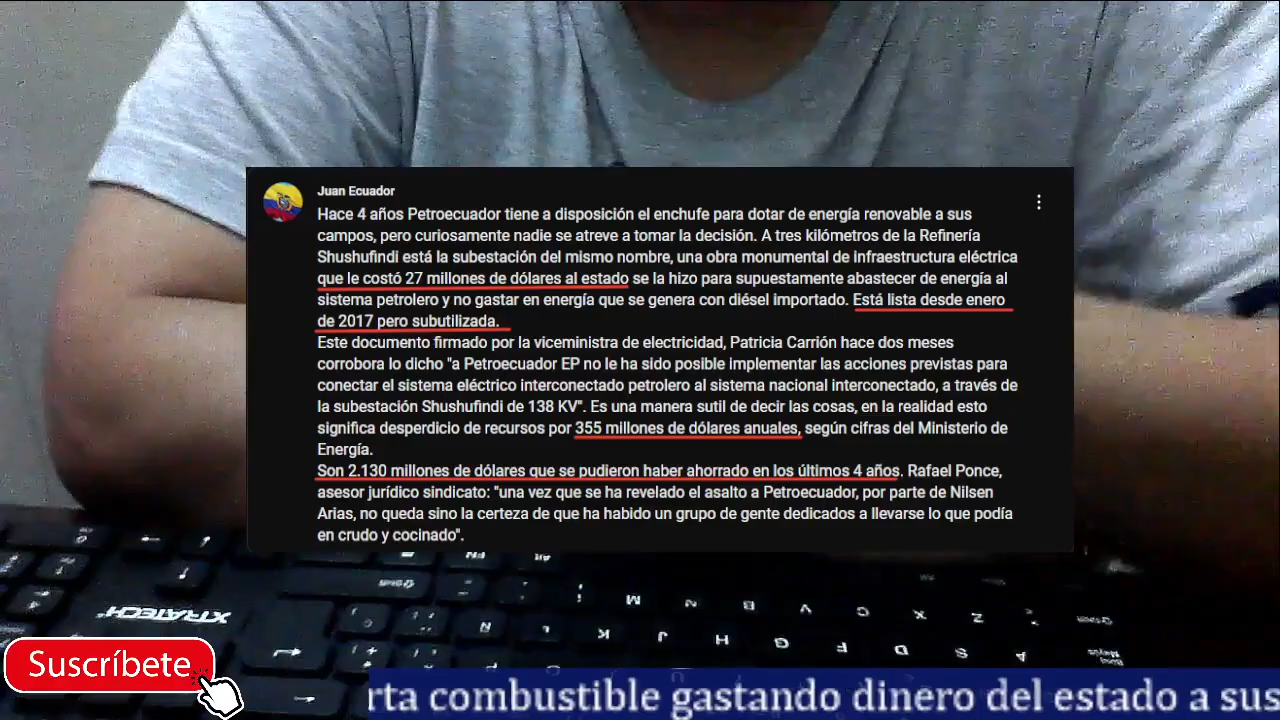 Juan Ecuador
Hace 4 años Petroecuador tiene a disposición el enchufe para dotar de energía renovable a sus
campos, pero curiosamente nadie se atreve a tomar la decisión. A tres kilómetros de la Refinería
Shushufindi está la subestación del mismo nombre, una obra monumental de infraestructura eléctrica
que le costó 27 millones de dólares al estado se la hizo para supuestamente abastecer de energía al
sistema petrolero y no gastar en energía que se genera con diésel importado. Está lista desde enero
de 2017 pero subutilizada.
Este documento firmado por la viceministra de electricidad, Patricia Carrión hace dos meses
corrobora lo dicho "a Petroecuador EP no le ha sido posible implementar las acciones previstas para
conectar el sistema eléctrico interconectado petrolero al sistema nacional interconectado, a través de
la subestación Shushufindi de 138 KV". Es una manera sutil de decir las cosas, en la realidad esto
significa desperdicio de recursos por 355 millones de dólares anuales, según cifras del Ministerio de
Energía.
Son 2.130 millones de dólares que se pudieron haber ahorrado en los últimos 4 años. Rafael Ponce,
asesor jurídico sindicato: "una vez que se ha revelado el asalto a Petroecuador, por parte de Nilsen
Arias, no queda sino la certeza de que ha habido un grupo de gente dedicados a llevarse lo que podía
en crudo y cocinado".
XTRATECH
M N B V C X Z
Ñ L K J H G F D S A
Suscríbete
rta combustible gastando dinero del estado a sus